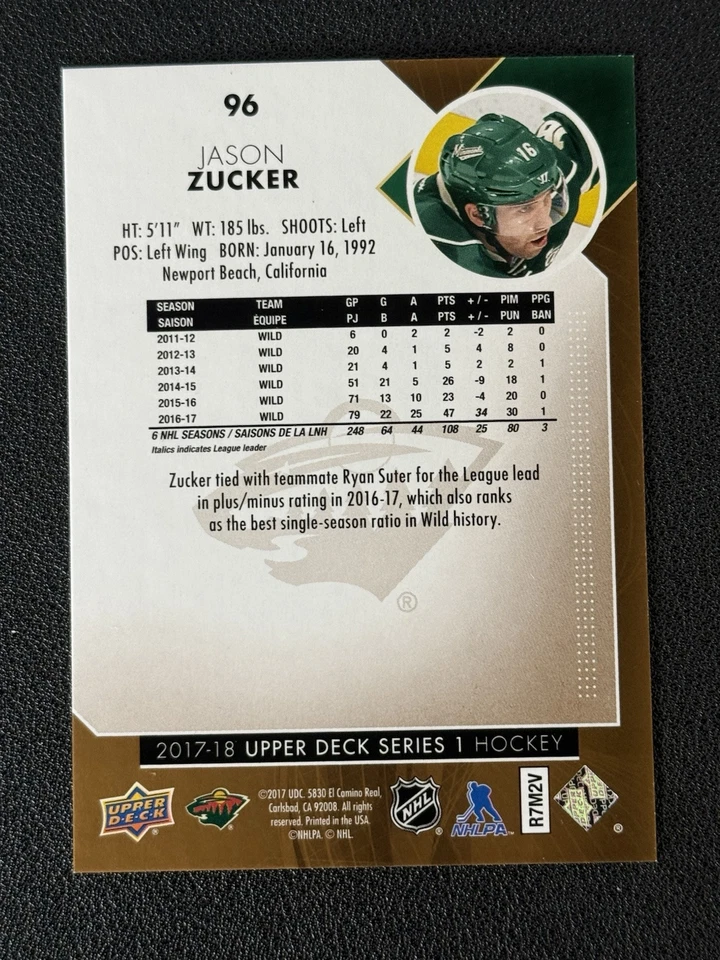 96
JASON
ZUCKER
16
HT: 5'11" WT: 185 lbs. SHOOTS: Left
POS: Left Wing BORN: January 16, 1992
Newport Beach, California
SEASON TEAM GP G A PTS + / - PIM PPG
SAISON ÉQUIPE PJ B A PTS + / - PUN BAN
2011-12 WILD 6 0 2 2 -2 2 0
2012-13 WILD 20 4 1 5 4 8 0
2013-14 WILD 21 4 1 5 2 2 1
2014-15 WILD 51 21 5 26 -9 18 1
2015-16 WILD 71 13 10 23 -4 20 0
2016-17 WILD 79 22 25 47 34 30 1
6 NHL SEASONS / SAISONS DE LA LNH 248 64 44 108 25 80 3
Italics indicates League leader
Zucker tied with teammate Ryan Suter for the League lead
in plus/minus rating in 2016-17, which also ranks
as the best single-season ratio in Wild history.
®
2017-18 UPPER DECK SERIES 1 HOCKEY
UPPER
DECK
©2017 UDC. 5830 El Camino Real,
Carlsbad, CA 92008. All rights
reserved. Printed in the USA.
©NHLPA. © NHL.
NHL
®
NHLPA™
R7M2V
®